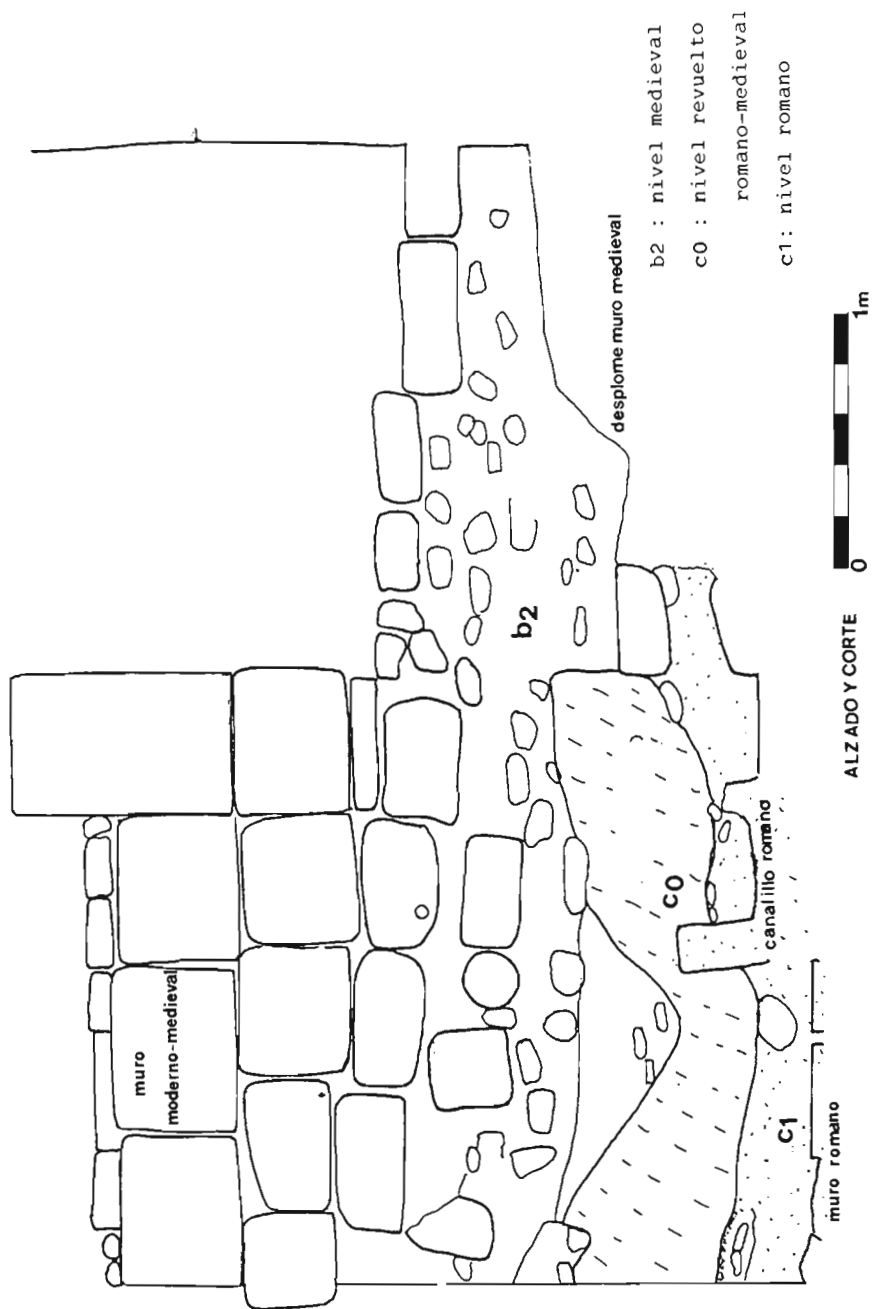 muro
moderno-medieval
b2
c0
c1
canalillo romano
muro romano
desplome muro medieval
b2 : nivel medieval
c0 : nivel revuelto
romano-medieval
c1: nivel romano
0
1m
ALZADO Y CORTE